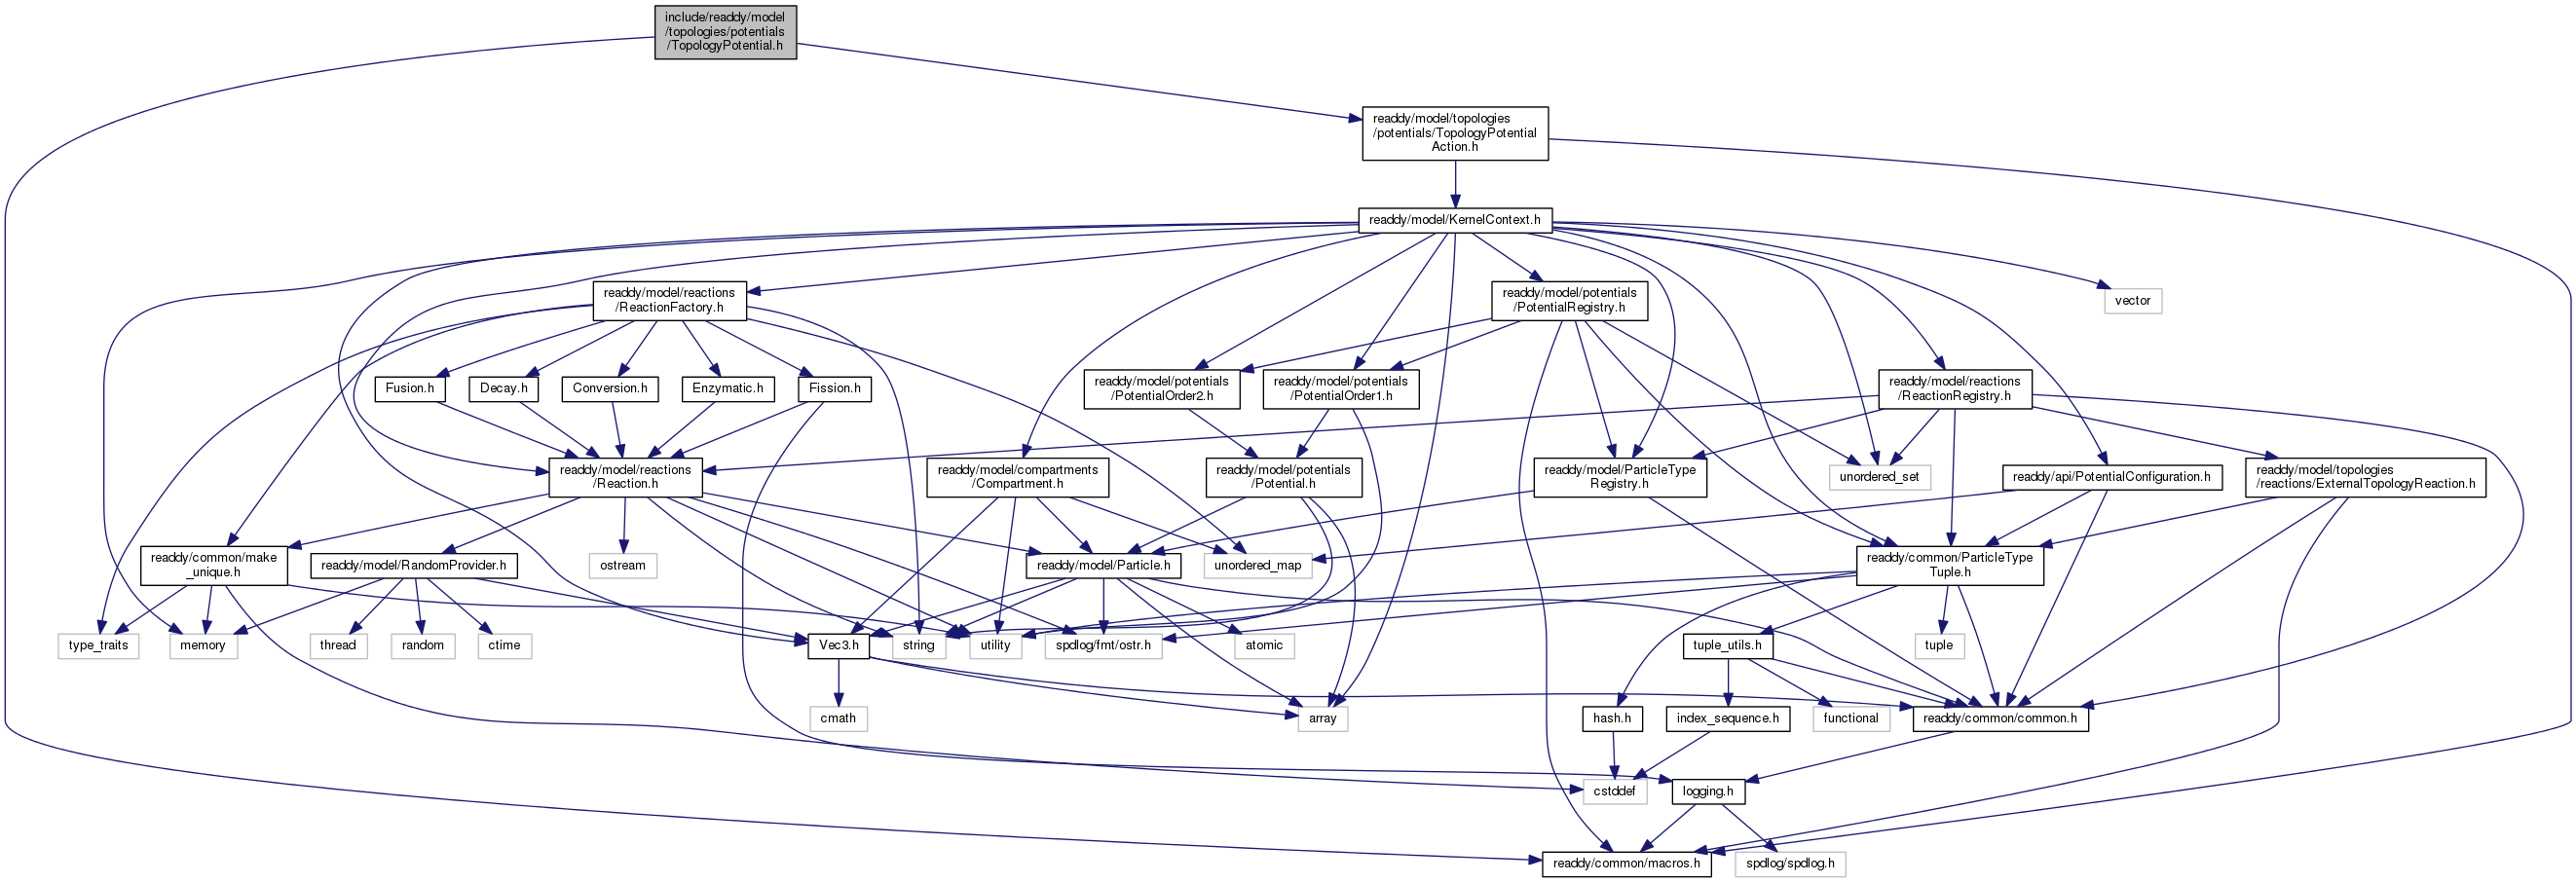 include/readdy/model
/topologies/potentials
/TopologyPotential.h
readdy/model/topologies
/potentials/TopologyPotential
Action.h
readdy/model/KernelContext.h
readdy/model/reactions
/ReactionFactory.h
readdy/model/potentials
/PotentialRegistry.h
vector
Fusion.h
Decay.h
Conversion.h
Enzymatic.h
Fission.h
readdy/model/potentials
/PotentialOrder2.h
readdy/model/potentials
/PotentialOrder1.h
readdy/model/reactions
/ReactionRegistry.h
readdy/model/reactions
/Reaction.h
readdy/model/compartments
/Compartment.h
readdy/model/potentials
/Potential.h
readdy/model/ParticleType
Registry.h
unordered_set
readdy/api/PotentialConfiguration.h
readdy/model/topologies
/reactions/ExternalTopologyReaction.h
readdy/common/make
_unique.h
readdy/model/RandomProvider.h
ostream
readdy/model/Particle.h
unordered_map
readdy/common/ParticleType
Tuple.h
type_traits
memory
thread
random
ctime
Vec3.h
string
utility
spdlog/fmt/ostr.h
atomic
tuple_utils.h
tuple
cmath
array
hash.h
index_sequence.h
functional
readdy/common/common.h
cstddef
logging.h
readdy/common/macros.h
spdlog/spdlog.h